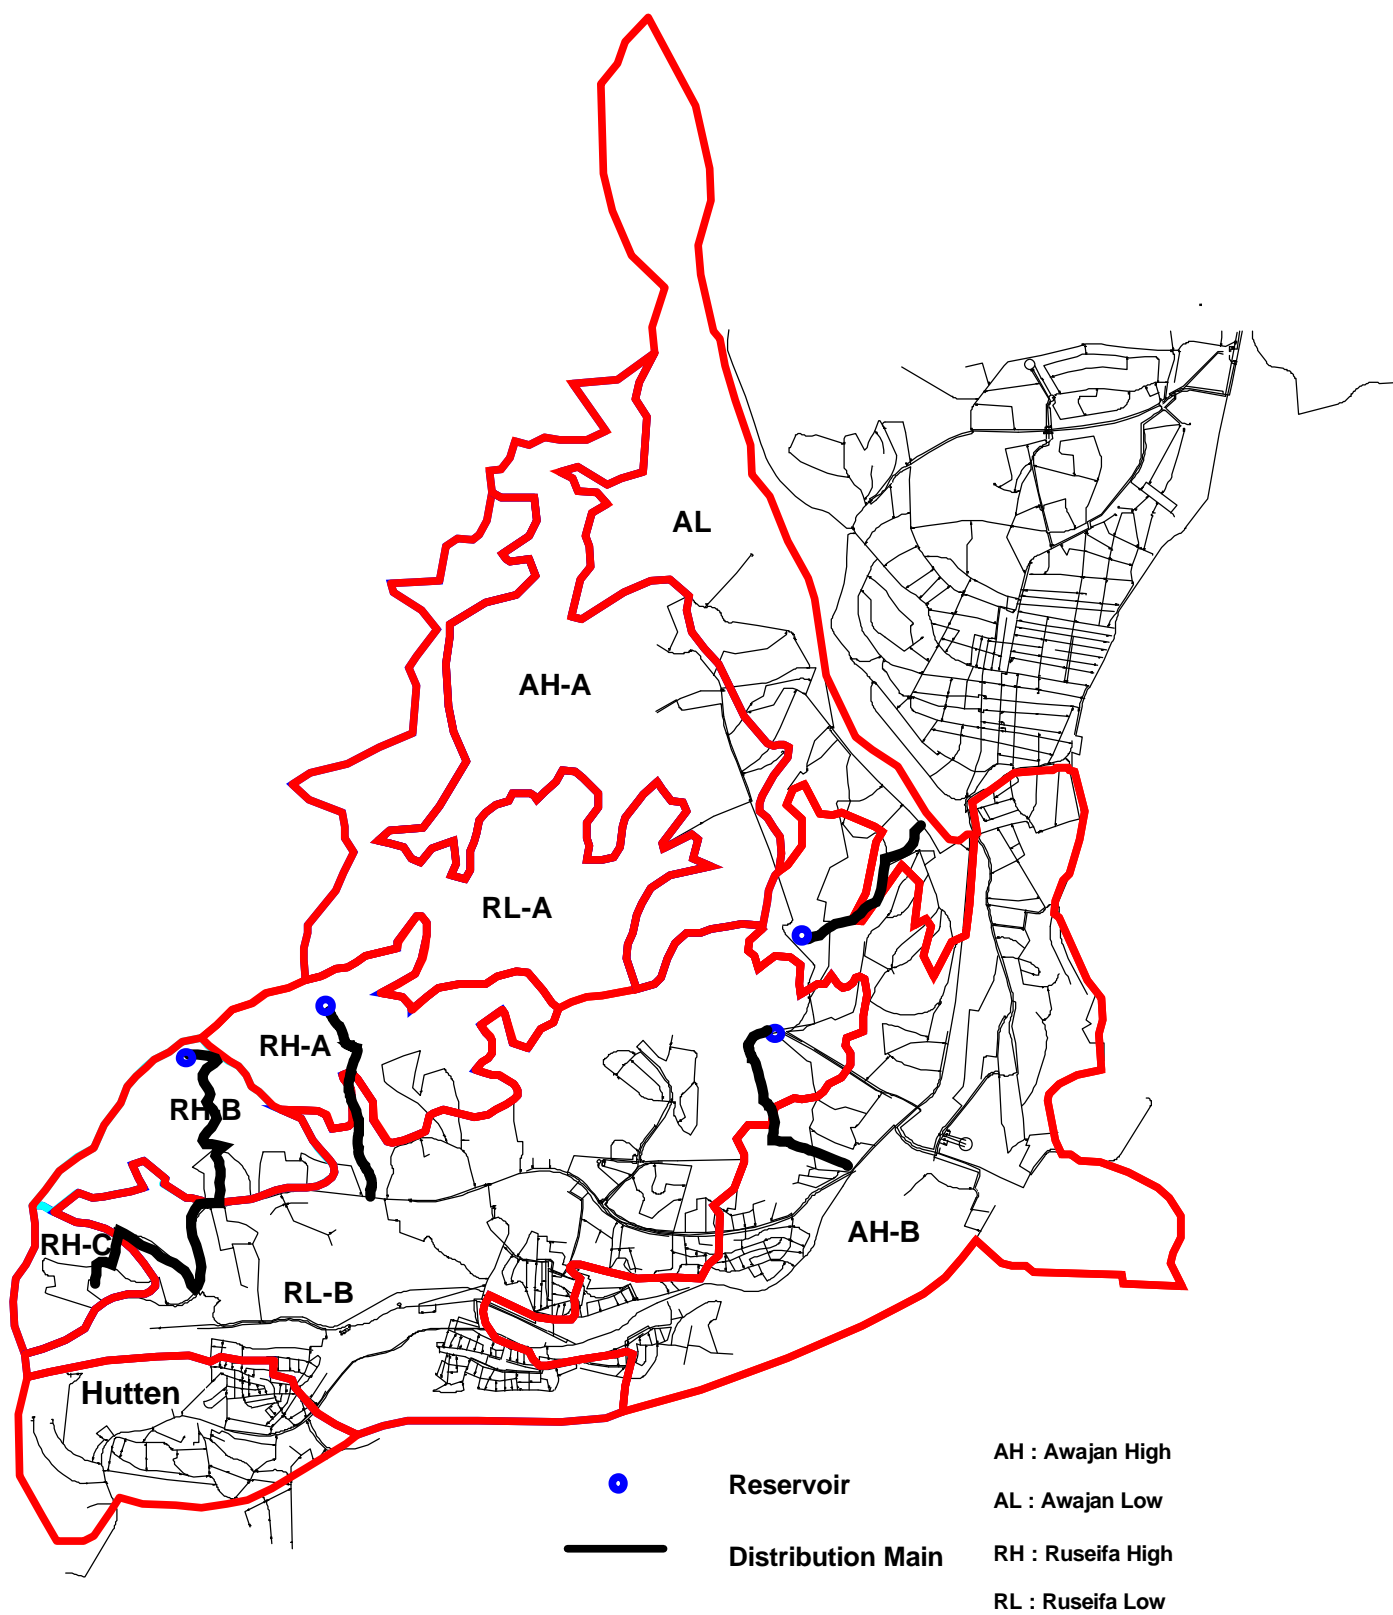 AL
AH-A
RL-A
RH-A
RH-B
RH-C
AH-B
RL-B
Hutten
Reservoir
Distribution Main
AH : Awajan High
AL : Awajan Low
RH : Ruseifa High
RL : Ruseifa Low